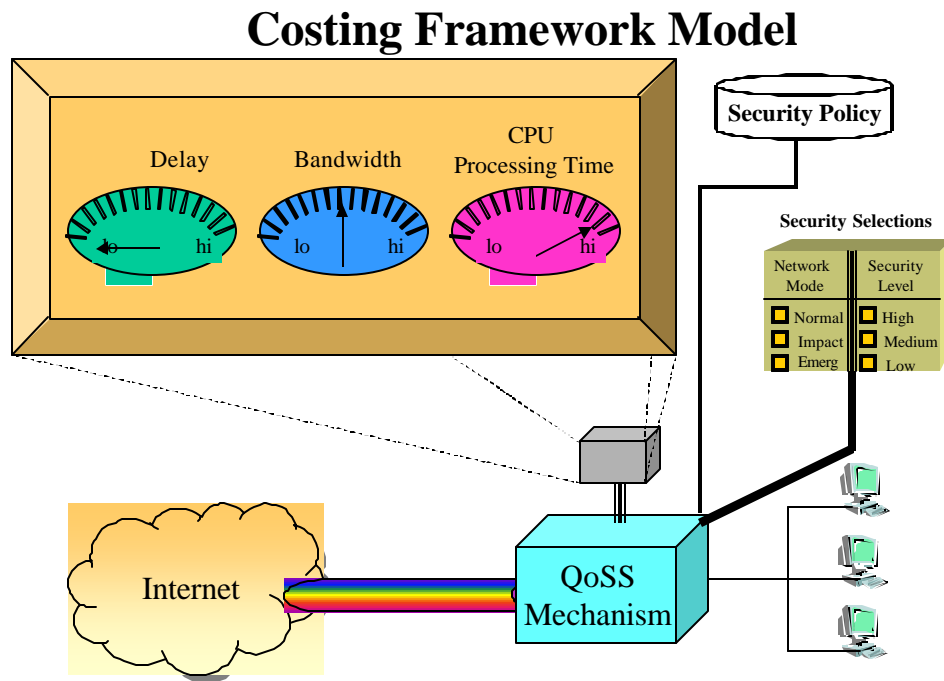 Costing Framework Model
Delay
Bandwidth
CPU
Processing Time
lo
hi
lo
hi
lo
hi
Security Policy
Security Selections
Network
Mode
Security
Level
Normal
High
Impact
Medium
Emerg
Low
Internet
QoSS
Mechanism